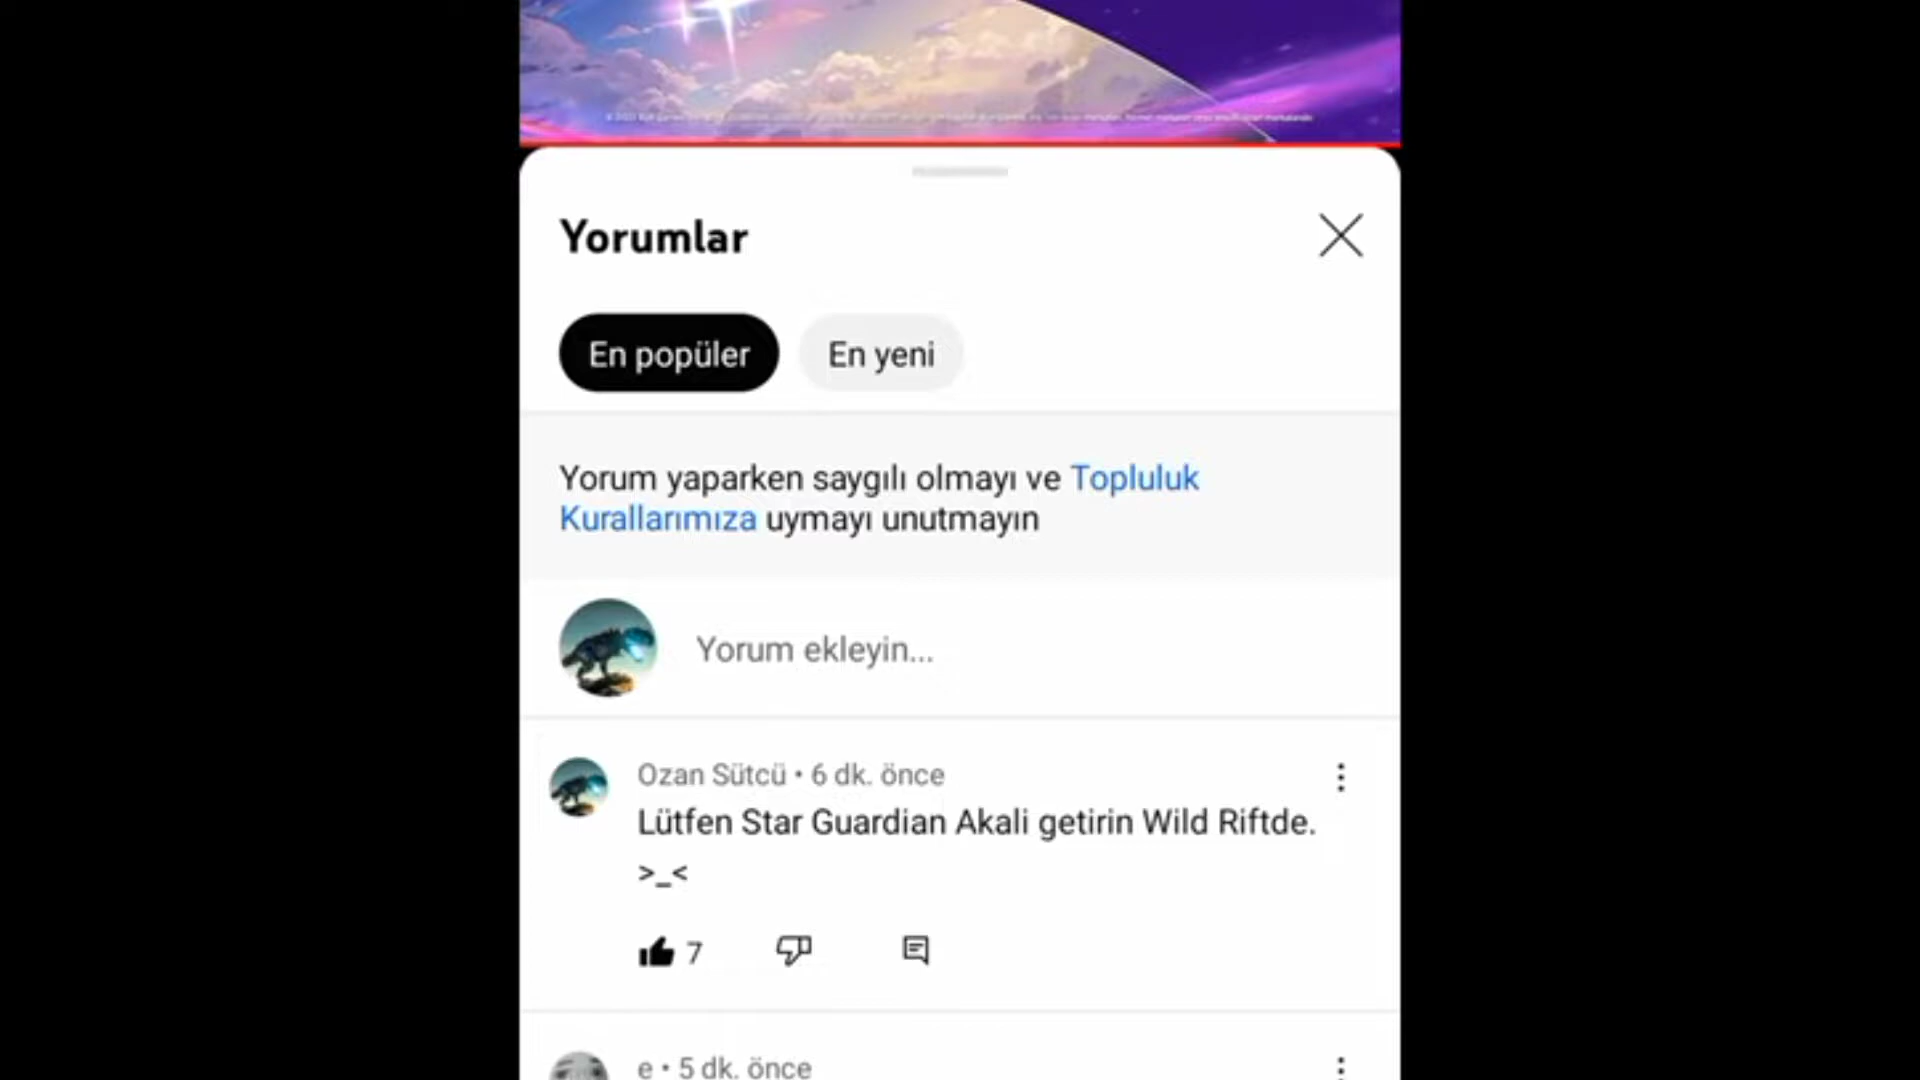 Yorumlar
En popüler
En yeni
Yorum yaparken saygılı olmayı ve Topluluk
Kurallarımıza uymayı unutmayın
Yorum ekleyin...
Ozan Sütcü • 6 dk. önce
Lütfen Star Guardian Akali getirin Wild Riftde.
>_<
7
e • 5 dk. önce